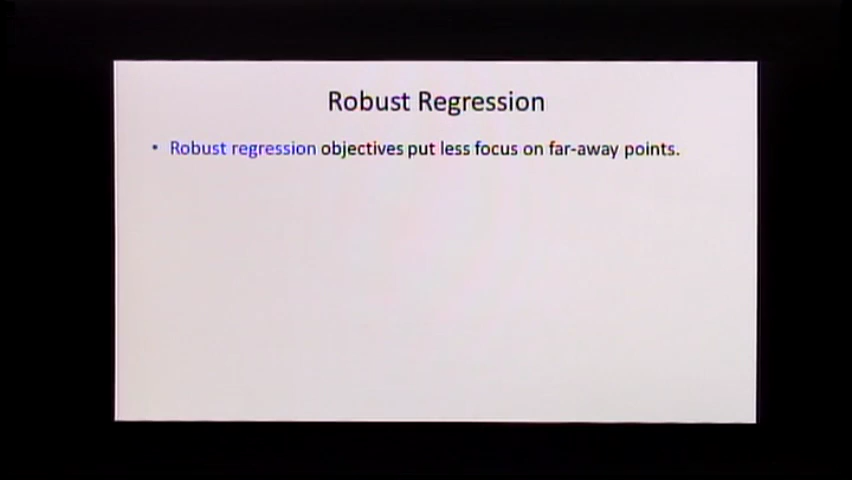 Robust Regression
• Robust regression objectives put less focus on far-away points.